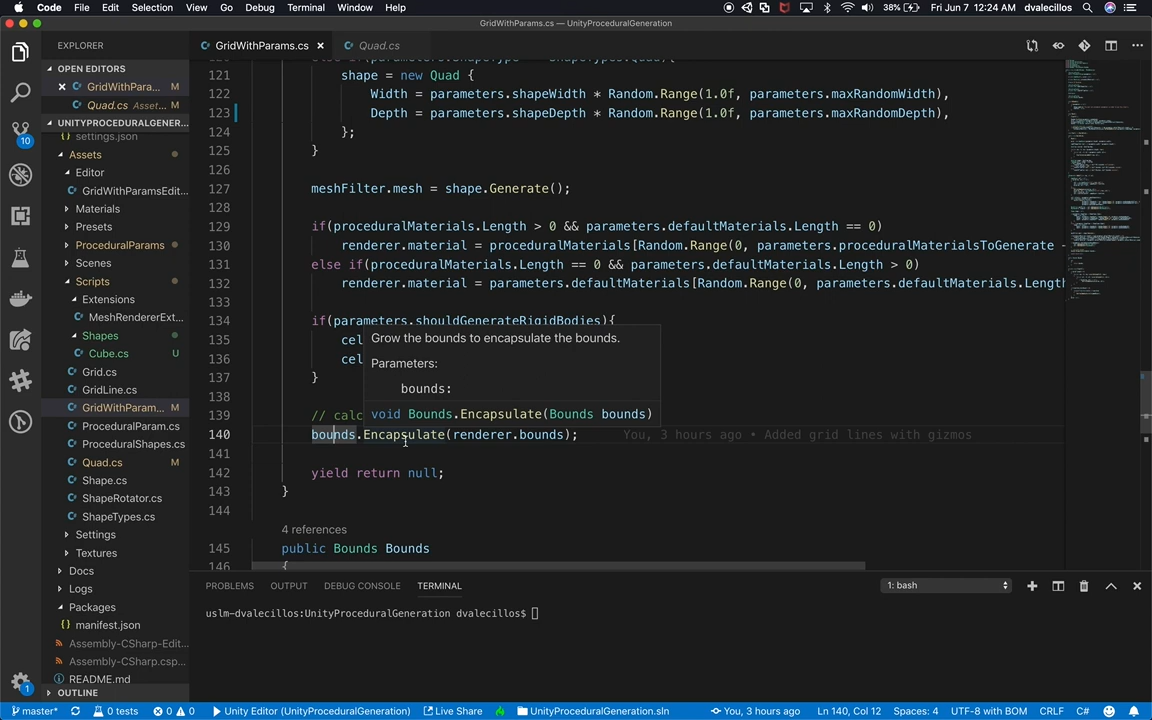 Code File Edit Selection View Go Debug Terminal Window Help 38% Fri Jun 7 12:24 AM dvalecillos
GridWithParams.cs — UnityProceduralGeneration
EXPLORER
GridWithParams.cs
Quad.cs
OPEN EDITORS
GridWithPara... M
Quad.cs Asset... M
UNITYPROCEDURALGENER...
settings.json
Assets
Editor
GridWithParamsEdit...
Materials
Presets
ProceduralParams
Scenes
Scripts
Extensions
MeshRendererExt...
Shapes
Cube.cs U
Grid.cs
GridLine.cs
GridWithParam... M
ProceduralParam.cs
ProceduralShapes.cs
Quad.cs M
Shape.cs
ShapeRotator.cs
ShapeTypes.cs
Settings
Textures
Docs
Logs
Packages
manifest.json
Assembly-CSharp-Edit...
Assembly-CSharp.csp...
README.md
OUTLINE
10
1
121 shape = new Quad {
122 Width = parameters.shapeWidth * Random.Range(1.0f, parameters.maxRandomWidth),
123 Depth = parameters.shapeDepth * Random.Range(1.0f, parameters.maxRandomDepth),
124 };
125 }
126
127 meshFilter.mesh = shape.Generate();
128
129 if(proceduralMaterials.Length > 0 && parameters.defaultMaterials.Length == 0)
130 renderer.material = proceduralMaterials[Random.Range(0, parameters.proceduralMaterialsToGenerate -
131 else if(proceduralMaterials.Length == 0 && parameters.defaultMaterials.Length > 0)
132 renderer.material = parameters.defaultMaterials[Random.Range(0, parameters.defaultMaterials.Length
133
134 if(parameters.shouldGenerateRigidBodies){
135 cel
136 cel
137 }
138
139 // calc
140 bounds.Encapsulate(renderer.bounds); You, 3 hours ago • Added grid lines with gizmos
141
142 yield return null;
143 }
144
4 references
145 public Bounds Bounds
146 {
Grow the bounds to encapsulate the bounds.
Parameters:
bounds:
void Bounds.Encapsulate(Bounds bounds)
PROBLEMS OUTPUT DEBUG CONSOLE TERMINAL 1: bash
uslm-dvalecillos:UnityProceduralGeneration dvalecillos$
master* 0 tests 0 0 Unity Editor (UnityProceduralGeneration) Live Share UnityProceduralGeneration.sln You, 3 hours ago Ln 140, Col 12 Spaces: 4 UTF-8 with BOM CRLF C#